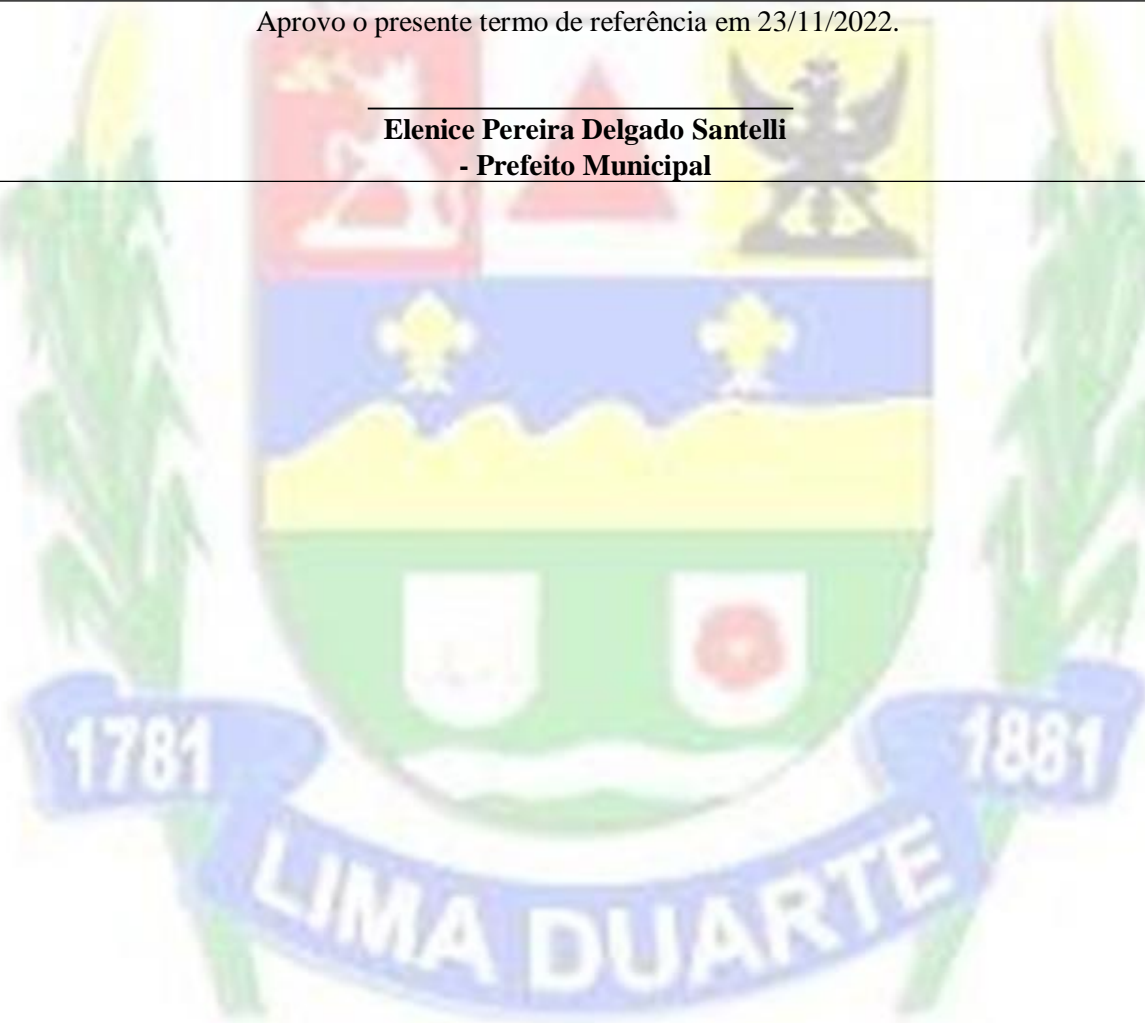 Aprovo o presente termo de referência em 23/11/2022.
Elenice Pereira Delgado Santelli
- Prefeito Municipal
1781
1881
LIMA DUARTE